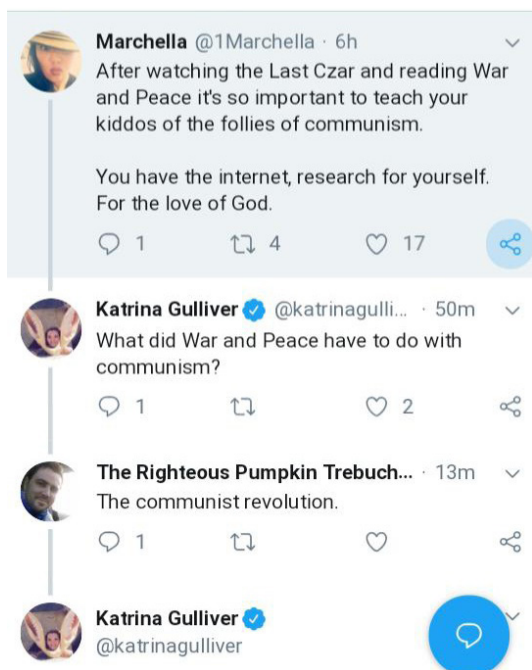 Marchella @1Marchella · 6h
After watching the Last Czar and reading War
and Peace it's so important to teach your
kiddos of the follies of communism.
You have the internet, research for yourself.
For the love of God.
1 4 17
Katrina Gulliver @katrinagulli... · 50m
What did War and Peace have to do with
communism?
1 2
The Righteous Pumpkin Trebuch... · 13m
The communist revolution.
1
Katrina Gulliver
@katrinagulliver